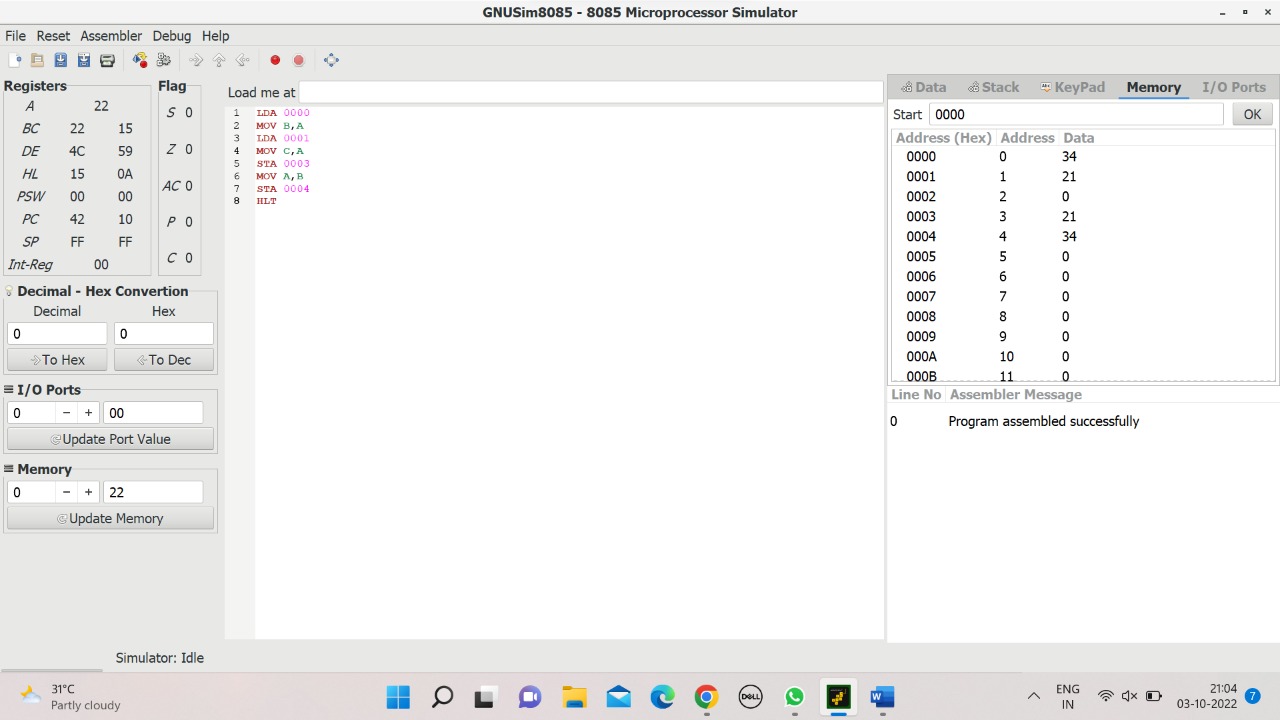 GNUSim8085 - 8085 Microprocessor Simulator
File Reset Assembler Debug Help
Registers
A 22
BC 22 15
DE 4C 59
HL 15 0A
PSW 00 00
PC 42 10
SP FF FF
Int-Reg 00
Flag
S 0
Z 0
AC 0
P 0
C 0
Decimal - Hex Convertion
Decimal Hex
0 0
To Hex To Dec
I/O Ports
0 − + 00
Update Port Value
Memory
0 − + 22
Update Memory
Load me at
1 LDA 0000
2 MOV B,A
3 LDA 0001
4 MOV C,A
5 STA 0003
6 MOV A,B
7 STA 0004
8 HLT
Data Stack KeyPad Memory I/O Ports
Start 0000 OK
Address (Hex) Address Data
0000 0 34
0001 1 21
0002 2 0
0003 3 21
0004 4 34
0005 5 0
0006 6 0
0007 7 0
0008 8 0
0009 9 0
000A 10 0
000B 11 0
Line No Assembler Message
0 Program assembled successfully
Simulator: Idle
31°C
Partly cloudy
DELL
ENG
IN
21:04
03-10-2022
7